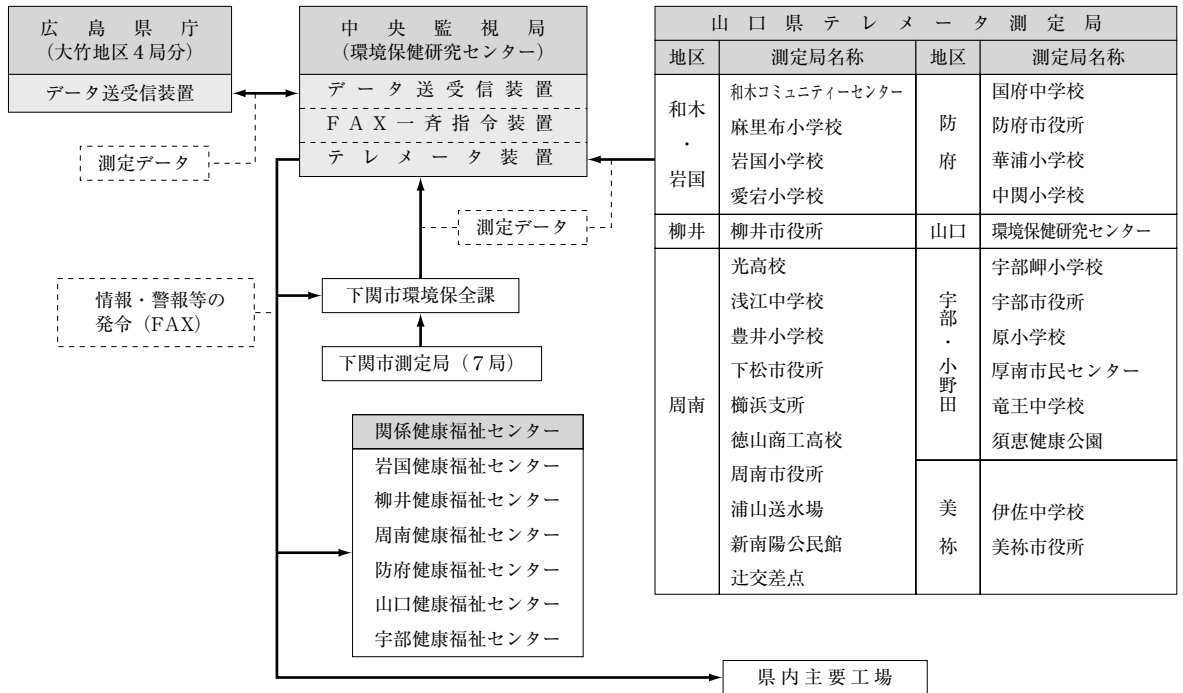 広島県庁
（大竹地区４局分）
データ送受信装置
測定データ
中央監視局
（環境保健研究センター）
データ送受信装置
FAX一斉指令装置
テレメータ装置
測定データ
情報・警報等の
発令（FAX）
下関市環境保全課
下関市測定局（７局）
関係健康福祉センター
岩国健康福祉センター
柳井健康福祉センター
周南健康福祉センター
防府健康福祉センター
山口健康福祉センター
宇部健康福祉センター
県内主要工場
山口県テレメータ測定局
地区 測定局名称 地区 測定局名称
和木・岩国
和木コミュニティーセンター
麻里布小学校
岩国小学校
愛宕小学校
柳井 柳井市役所
周南
光高校
浅江中学校
豊井小学校
下松市役所
櫛浜支所
徳山商工高校
周南市役所
浦山送水場
新南陽公民館
辻交差点
防府
国府中学校
防府市役所
華浦小学校
中関小学校
山口 環境保健研究センター
宇部・小野田
宇部岬小学校
宇部市役所
原小学校
厚南市民センター
竜王中学校
須恵健康公園
美祢
伊佐中学校
美祢市役所